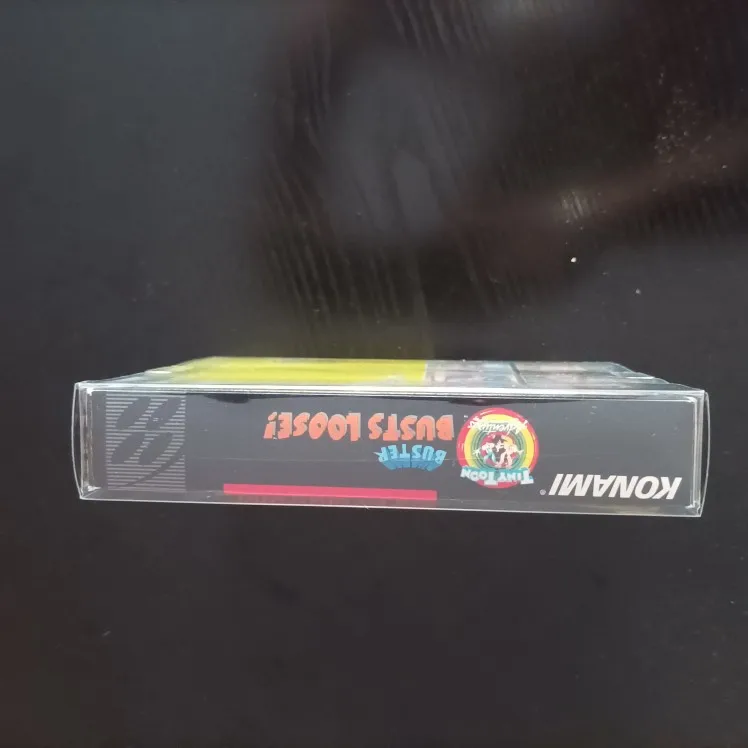 KONAMI®
TINY TOON
Adventures
BUSTER
BUSTS LOOSE!